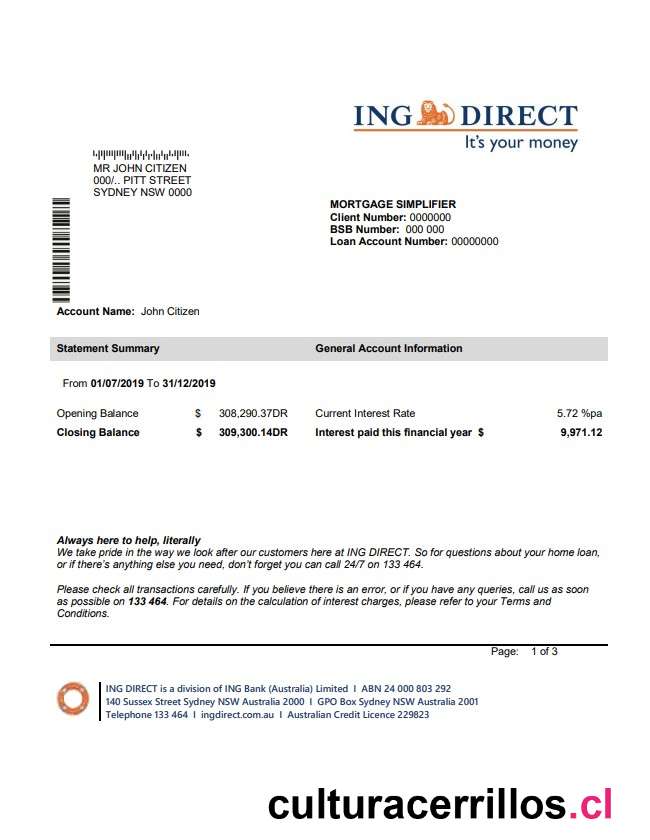 ING DIRECT
It's your money
MR JOHN CITIZEN
000/.. PITT STREET
SYDNEY NSW 0000
MORTGAGE SIMPLIFIER
Client Number: 0000000
BSB Number: 000 000
Loan Account Number: 00000000
Account Name: John Citizen
Statement Summary General Account Information
From 01/07/2019 To 31/12/2019
Opening Balance $ 308,290.37DR Current Interest Rate 5.72 %pa
Closing Balance $ 309,300.14DR Interest paid this financial year $ 9,971.12
Always here to help, literally
We take pride in the way we look after our customers here at ING DIRECT. So for questions about your home loan,
or if there's anything else you need, don't forget you can call 24/7 on 133 464.
Please check all transactions carefully. If you believe there is an error, or if you have any queries, call us as soon
as possible on 133 464. For details on the calculation of interest charges, please refer to your Terms and
Conditions.
Page: 1 of 3
ING DIRECT is a division of ING Bank (Australia) Limited I ABN 24 000 803 292
140 Sussex Street Sydney NSW Australia 2000 I GPO Box Sydney NSW Australia 2001
Telephone 133 464 I ingdirect.com.au I Australian Credit Licence 229823
culturacerrillos.cl